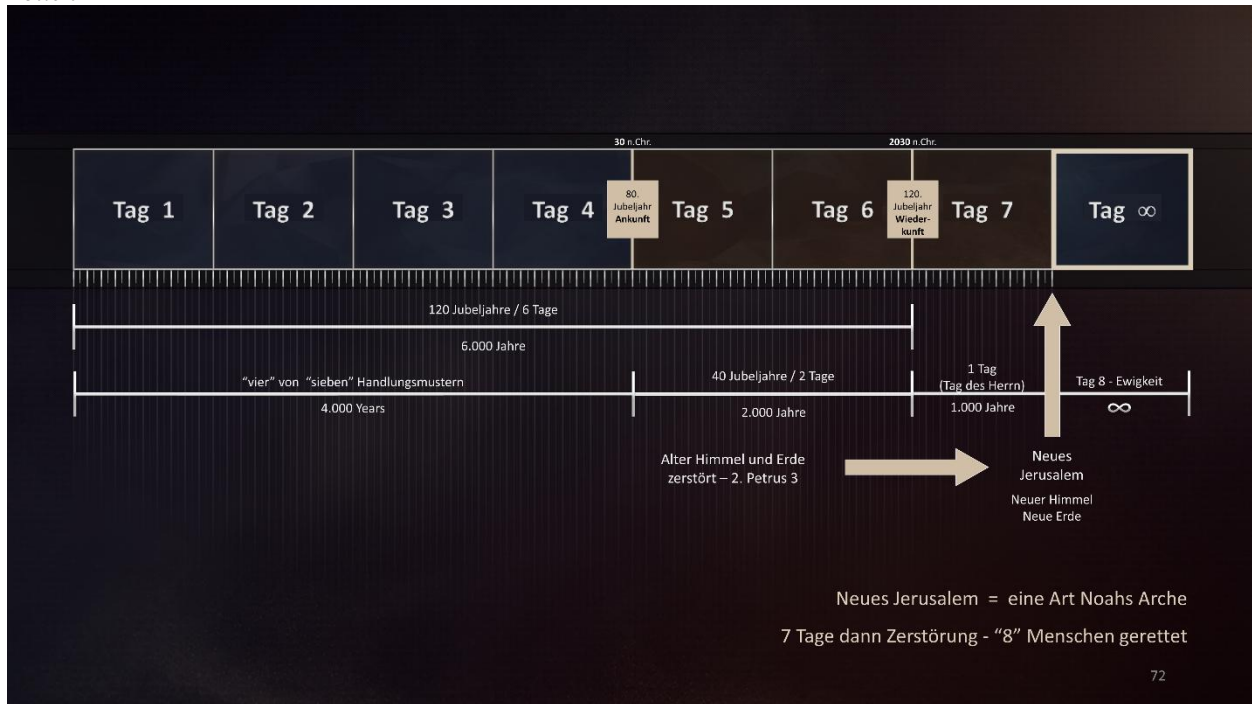 30 n.Chr.
2030 n.Chr.
Tag 1
Tag 2
Tag 3
Tag 4
80.
Jubeljahr
Ankunft
Tag 5
Tag 6
120.
Jubeljahr
Wieder-
kunft
Tag 7
Tag ∞
120 Jubeljahre / 6 Tage
6.000 Jahre
"vier" von "sieben" Handlungsmustern
4.000 Years
40 Jubeljahre / 2 Tage
2.000 Jahre
1 Tag
(Tag des Herrn)
1.000 Jahre
Tag 8 - Ewigkeit
∞
Alter Himmel und Erde
zerstört – 2. Petrus 3
Neues
Jerusalem
Neuer Himmel
Neue Erde
Neues Jerusalem = eine Art Noahs Arche
7 Tage dann Zerstörung - "8" Menschen gerettet
72